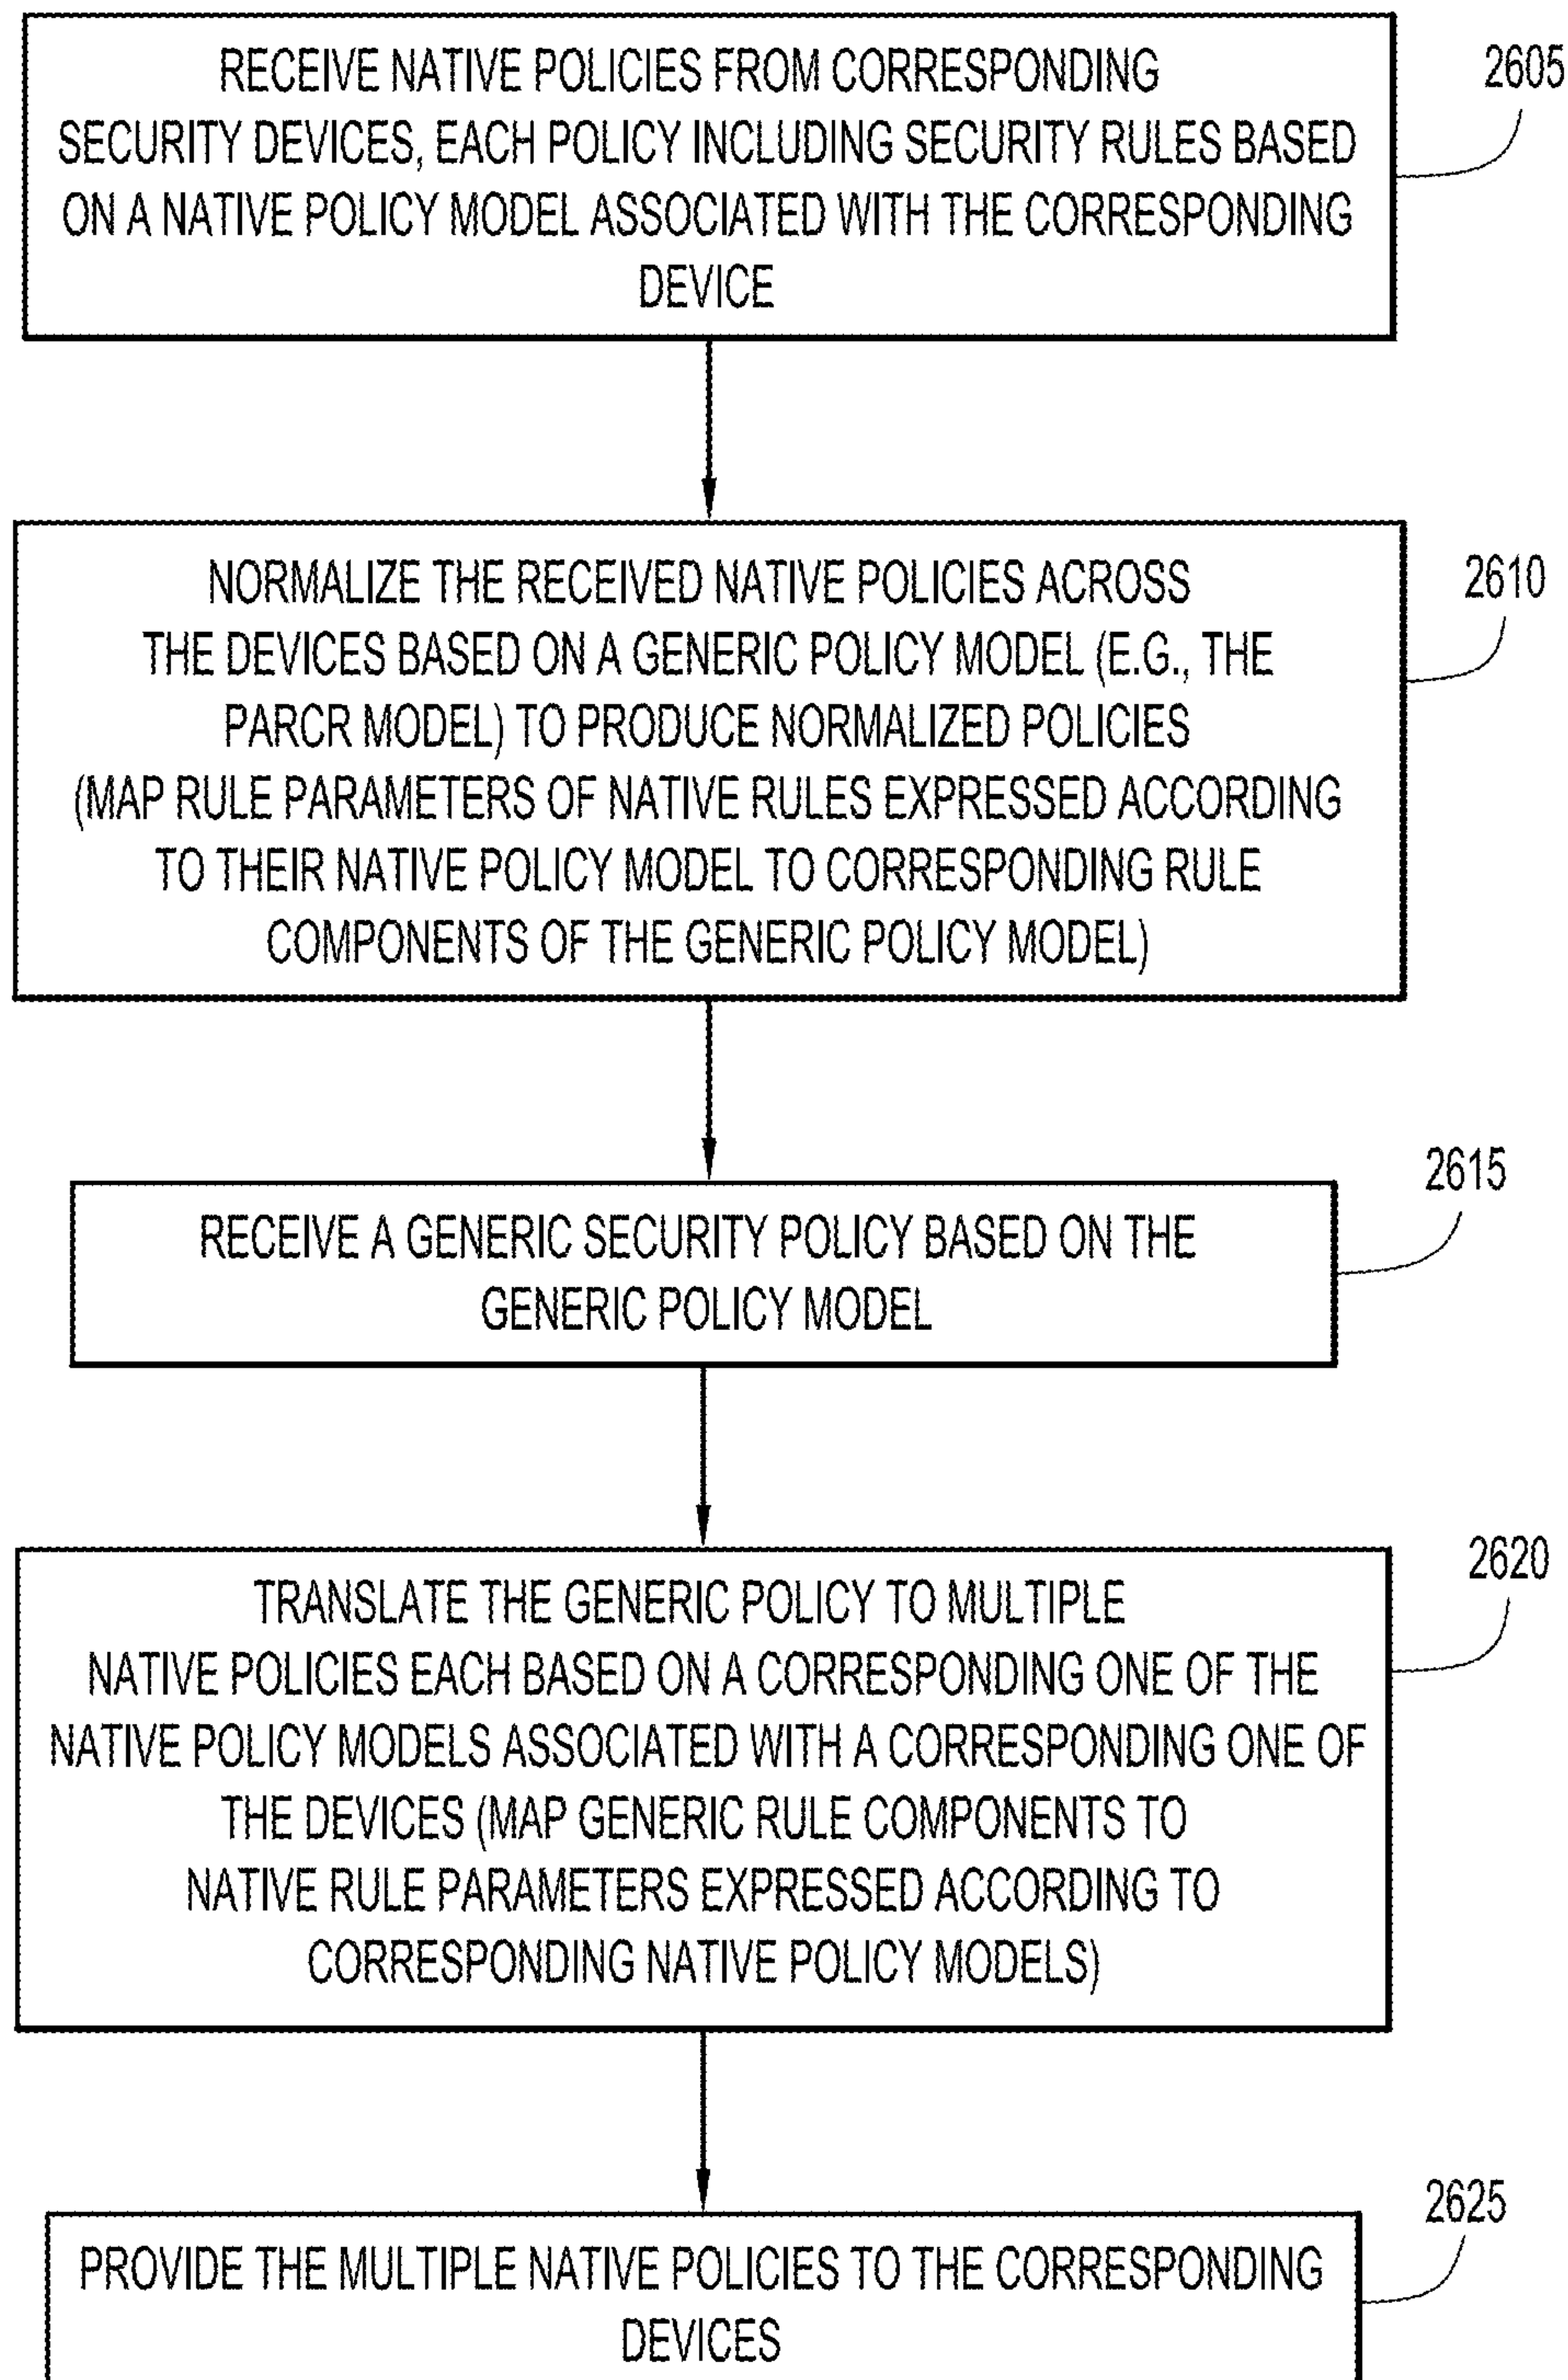 RECEIVE NATIVE POLICIES FROM CORRESPONDING
SECURITY DEVICES, EACH POLICY INCLUDING SECURITY RULES BASED
ON A NATIVE POLICY MODEL ASSOCIATED WITH THE CORRESPONDING
DEVICE
2605
NORMALIZE THE RECEIVED NATIVE POLICIES ACROSS
THE DEVICES BASED ON A GENERIC POLICY MODEL (E.G., THE
PARCR MODEL) TO PRODUCE NORMALIZED POLICIES
(MAP RULE PARAMETERS OF NATIVE RULES EXPRESSED ACCORDING
TO THEIR NATIVE POLICY MODEL TO CORRESPONDING RULE
COMPONENTS OF THE GENERIC POLICY MODEL)
2610
RECEIVE A GENERIC SECURITY POLICY BASED ON THE
GENERIC POLICY MODEL
2615
TRANSLATE THE GENERIC POLICY TO MULTIPLE
NATIVE POLICIES EACH BASED ON A CORRESPONDING ONE OF THE
NATIVE POLICY MODELS ASSOCIATED WITH A CORRESPONDING ONE OF
THE DEVICES (MAP GENERIC RULE COMPONENTS TO
NATIVE RULE PARAMETERS EXPRESSED ACCORDING TO
CORRESPONDING NATIVE POLICY MODELS)
2620
PROVIDE THE MULTIPLE NATIVE POLICIES TO THE CORRESPONDING
DEVICES
2625